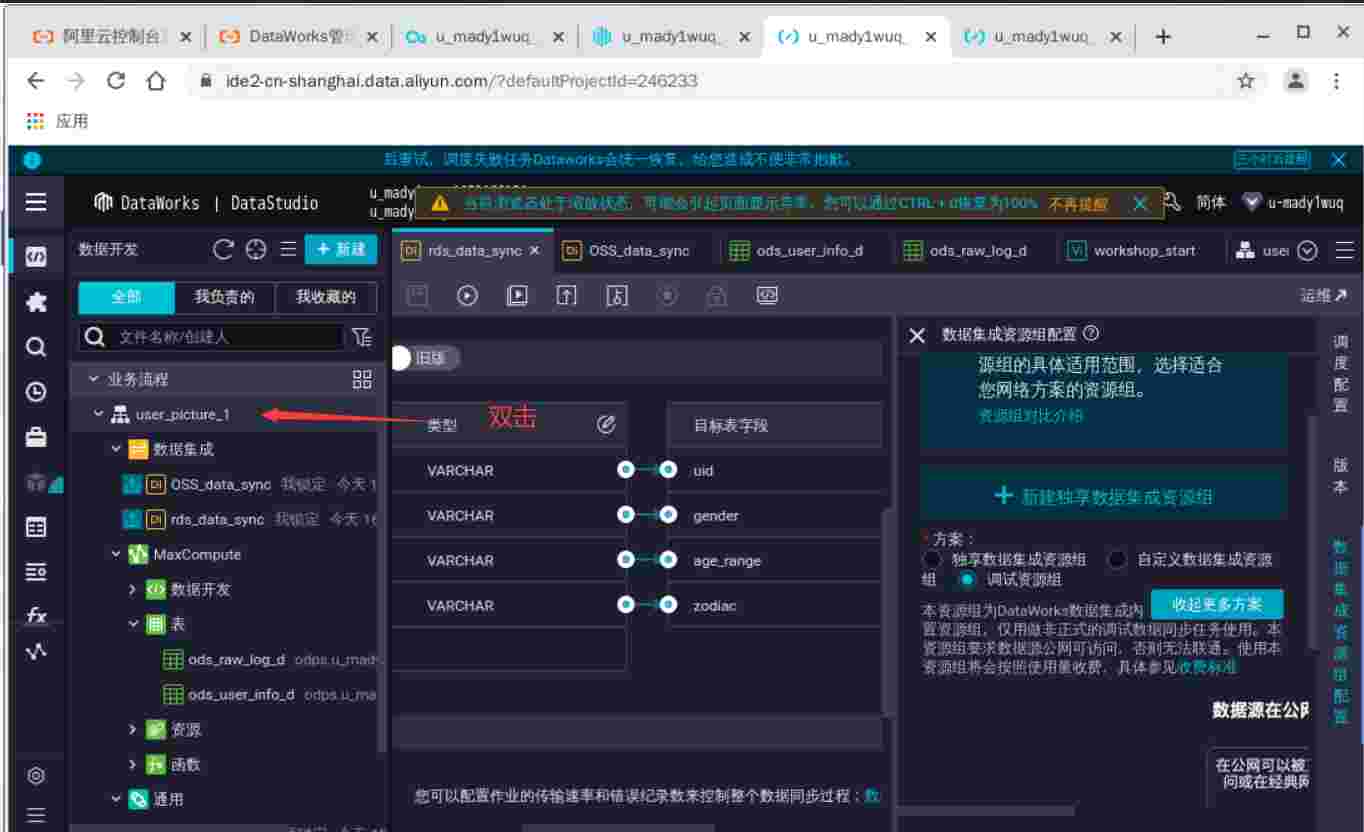 阿里云控制台
DataWorks管
u_mady1wuq_
u_mady1wuq_
u_mady1wuq_
u_mady1wuq_
ide2-cn-shanghai.data.aliyun.com/?defaultProjectId=246233
应用
后重试，调度失败任务Dataworks会统一恢复，给您造成不便非常抱歉。
三小时后提醒
DataWorks | DataStudio
u_mady
u_mady
当前浏览器处于缩放状态，可能会引起页面显示异常，您可以通过CTRL + 0恢复为100% 不再提醒
简体
u-mady1wuq
数据开发
+ 新建
rds_data_sync
OSS_data_sync
ods_user_info_d
ods_raw_log_d
workshop_start
use
全部
我负责的
我收藏的
运维
文件名称/创建人
业务流程
user_picture_1
双击
数据集成
Di OSS_data_sync 我锁定 今天 1
Di rds_data_sync 我锁定 今天 16
MaxCompute
数据开发
表
ods_raw_log_d odps.u_mady
ods_user_info_d odps.u_ma
资源
函数
通用
旧版
类型
目标表字段
VARCHAR
uid
VARCHAR
gender
VARCHAR
age_range
VARCHAR
zodiac
您可以配置作业的传输速率和错误纪录数来控制整个数据同步过程：数
数据集成资源组配置
源组的具体适用范围，选择适合
您网络方案的资源组。
资源组对比介绍
+ 新建独享数据集成资源组
* 方案：
独享数据集成资源组
自定义数据集成资源
组
调试资源组
收起更多方案
本资源组为DataWorks数据集成内
置资源组，仅用做非正式的调试数据同步任务使用。本
资源组要求数据源公网可访问，否则无法联通。使用本
资源组将会按照使用量收费，具体参见收费标准
数据源在公网
在公网可以被
问或在经典网
调度配置
版本
数据集成资源组配置